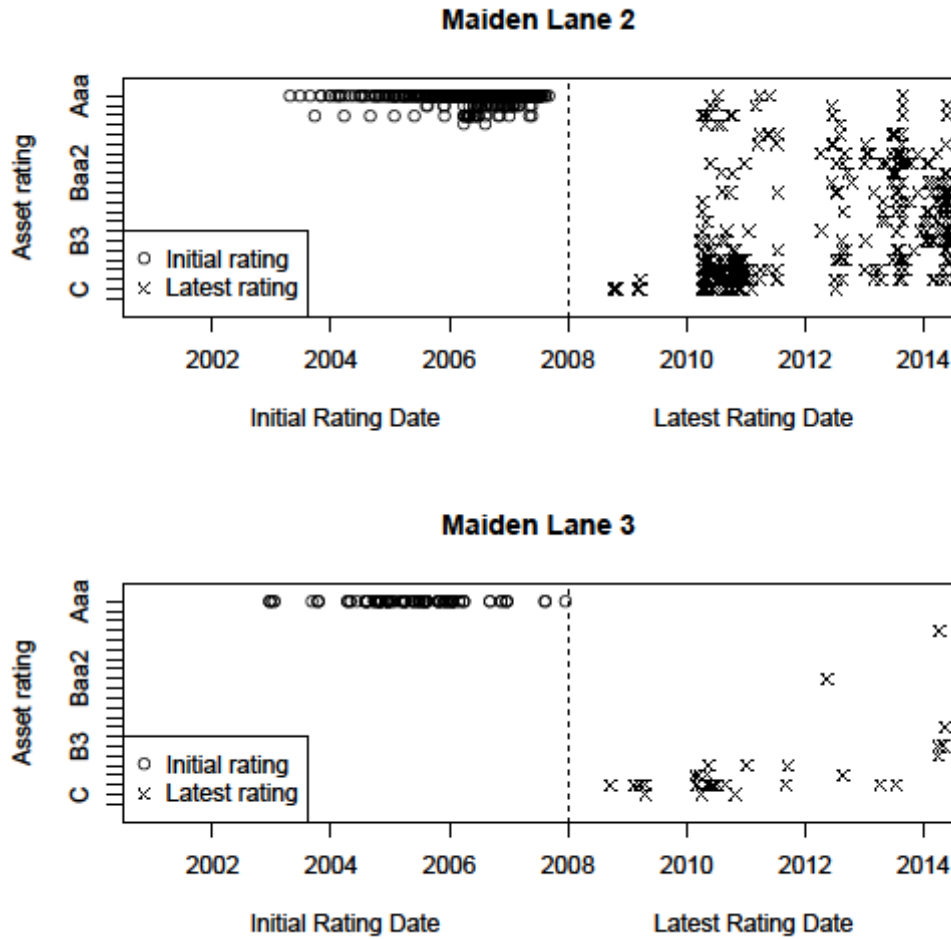 Maiden Lane 2
Asset rating
Aaa
Baa2
B3
C
Initial rating
Latest rating
2002 2004 2006 2008 2010 2012 2014
Initial Rating Date Latest Rating Date
Maiden Lane 3
Asset rating
Aaa
Baa2
B3
C
Initial rating
Latest rating
2002 2004 2006 2008 2010 2012 2014
Initial Rating Date Latest Rating Date